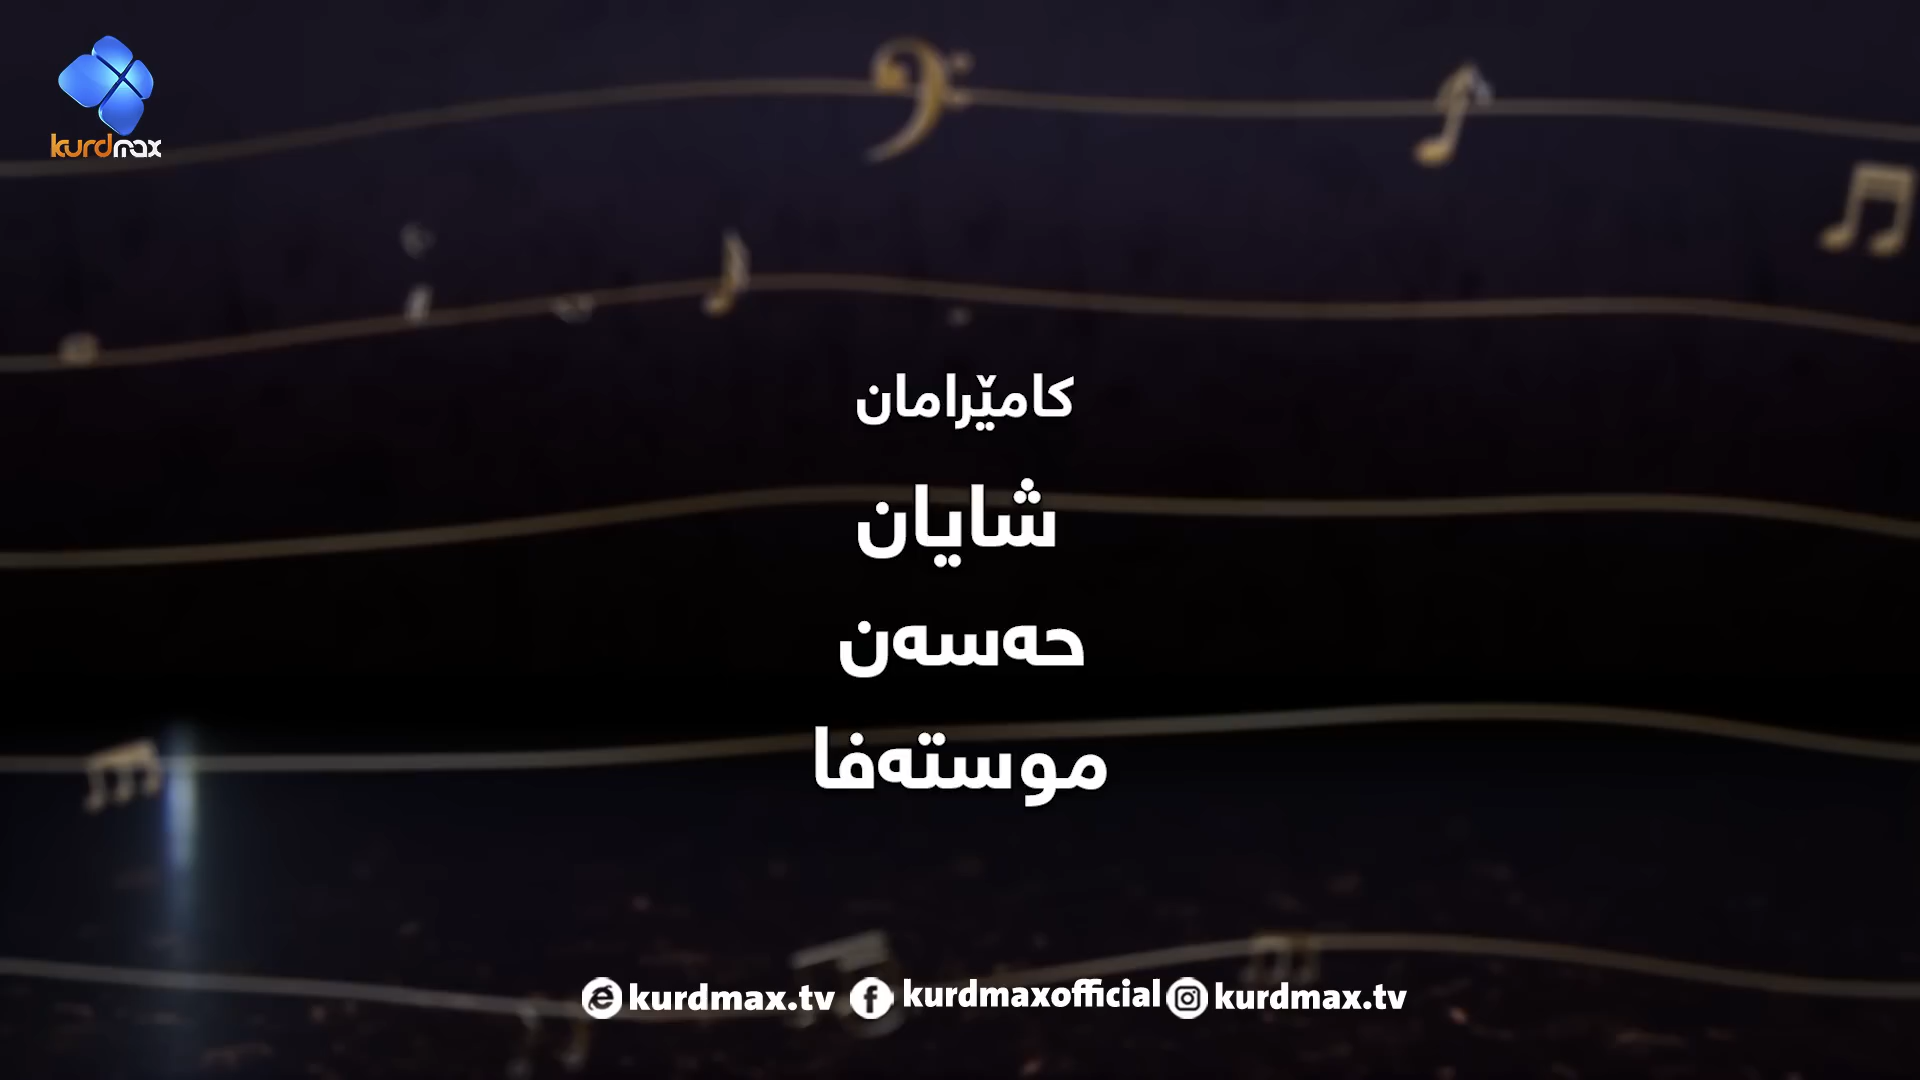 kurdmax
کامێرامان
شایان
حەسەن
موستەفا
kurdmax.tv kurdmaxofficial kurdmax.tv